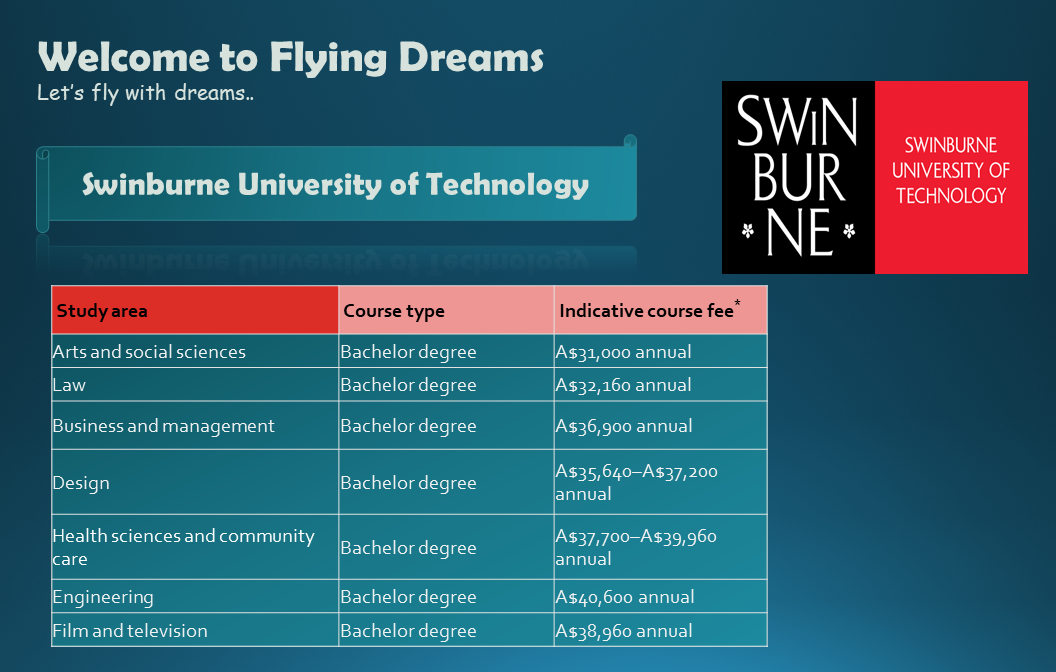 Welcome to Flying Dreams
Let's fly with dreams..
SWIN
BUR
NE
SWINBURNE
UNIVERSITY OF
TECHNOLOGY
Swinburne University of Technology
Study area Course type Indicative course fee*
Arts and social sciences Bachelor degree A$31,000 annual
Law Bachelor degree A$32,160 annual
Business and management Bachelor degree A$36,900 annual
Design Bachelor degree A$35,640–A$37,200
annual
Health sciences and community
care Bachelor degree A$37,700–A$39,960
annual
Engineering Bachelor degree A$40,600 annual
Film and television Bachelor degree A$38,960 annual